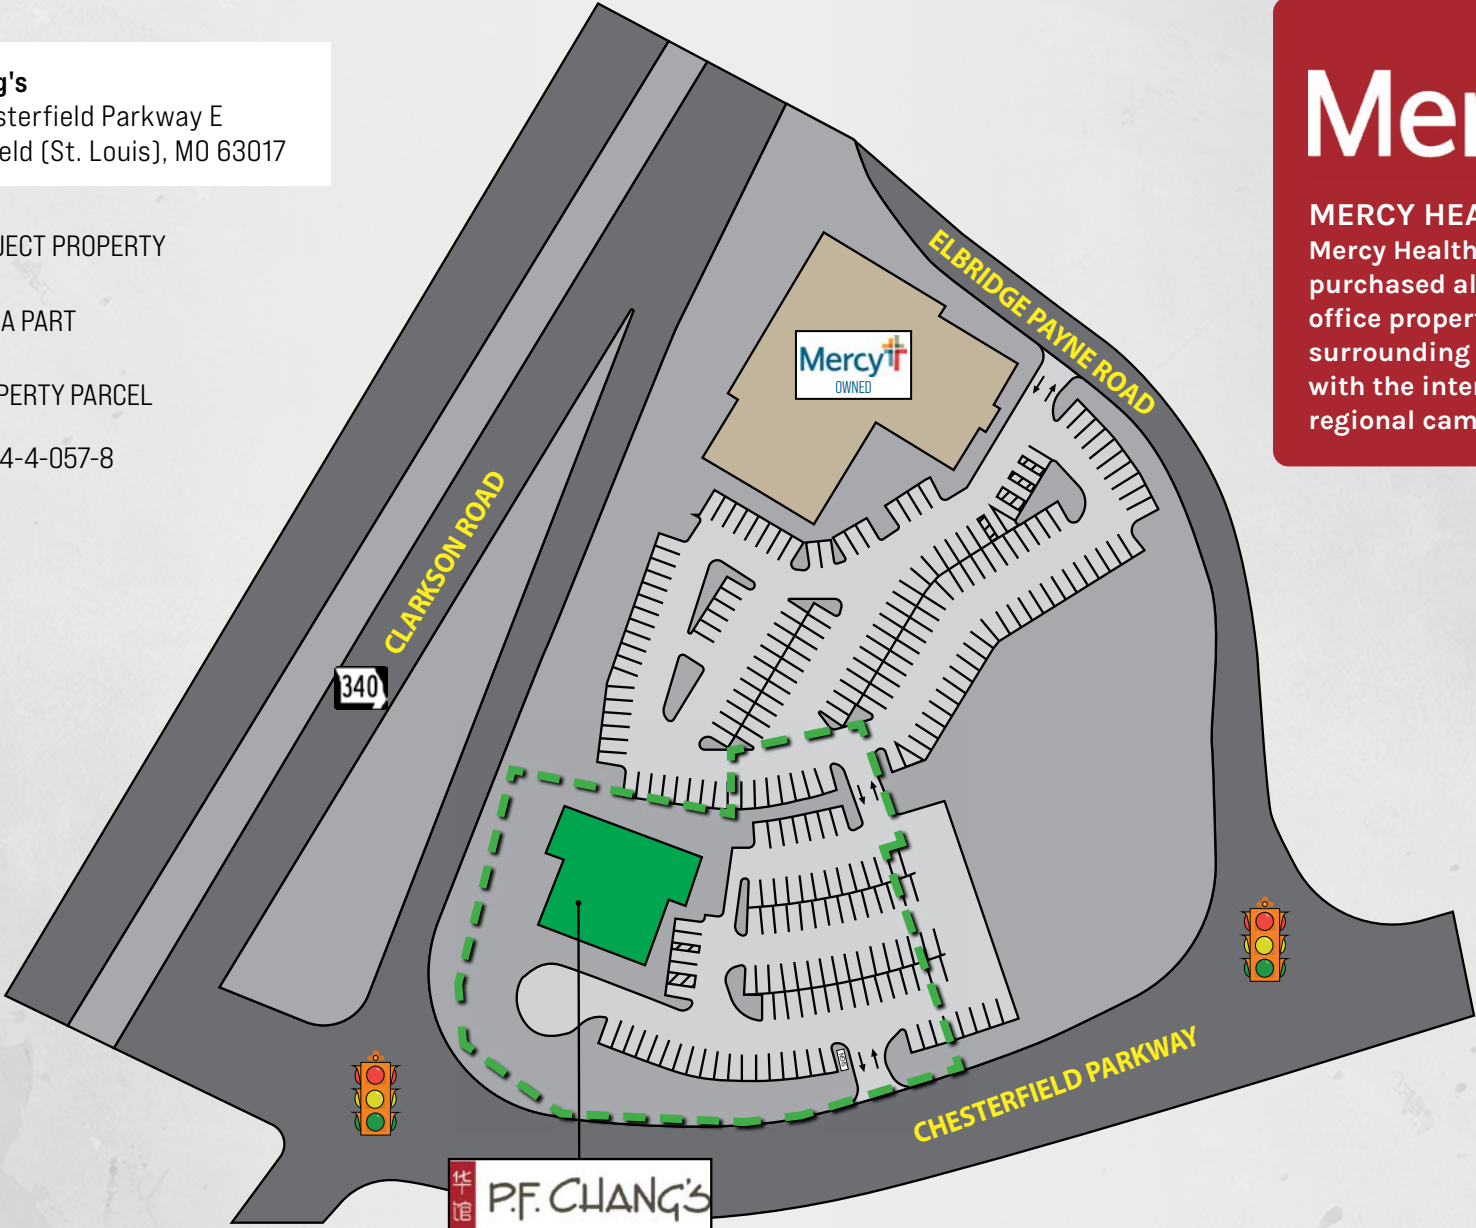 g's
sterfield Parkway E
eld (St. Louis), MO 63017
JECT PROPERTY
A PART
PERTY PARCEL
4-4-057-8
Mer
MERCY HEA
Mercy Health
purchased al
office propert
surrounding
with the inter
regional cam
ELBRIDGE PAYNE ROAD
Mercy
OWNED
CLARKSON ROAD
340
CHESTERFIELD PARKWAY
华馆
P.F. CHANG'S